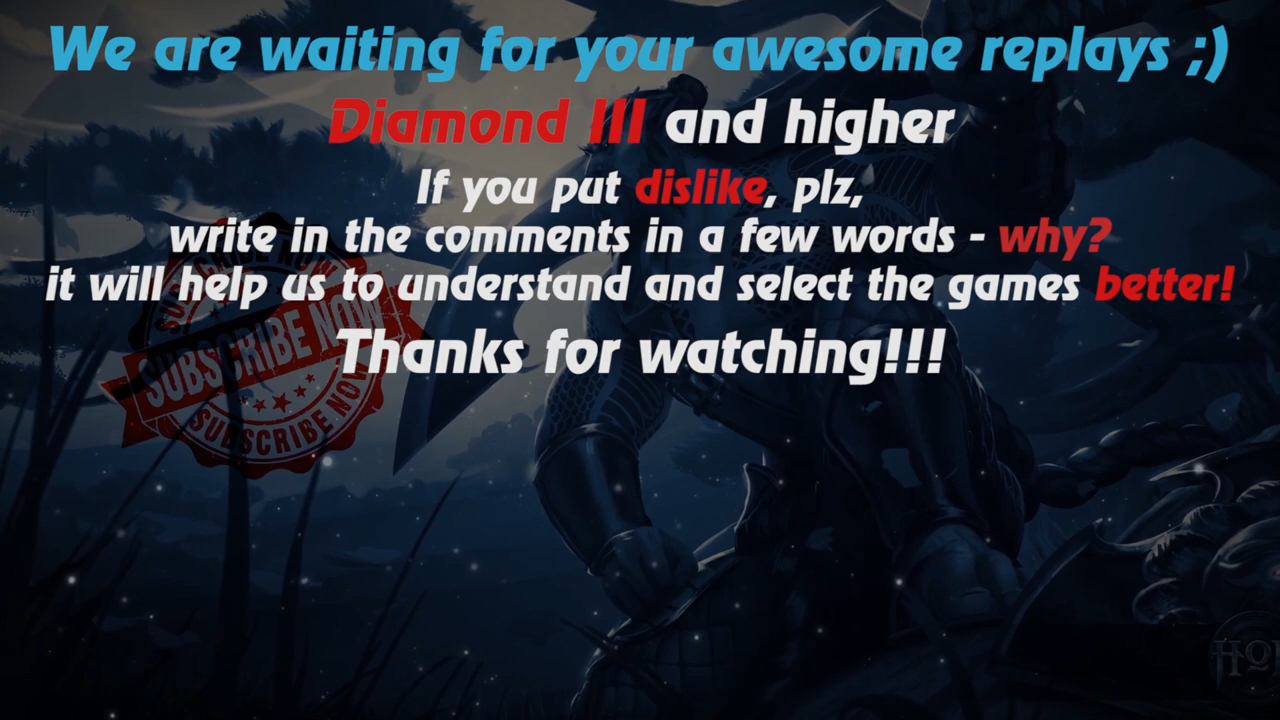 We are waiting for your awesome replays ;)
Diamond III and higher
If you put dislike, plz,
write in the comments in a few words - why?
it will help us to understand and select the games better!
Thanks for watching!!!
SUBSCRIBE NOW
SUBSCRIBE NOW
SUBSCRIBE NOW